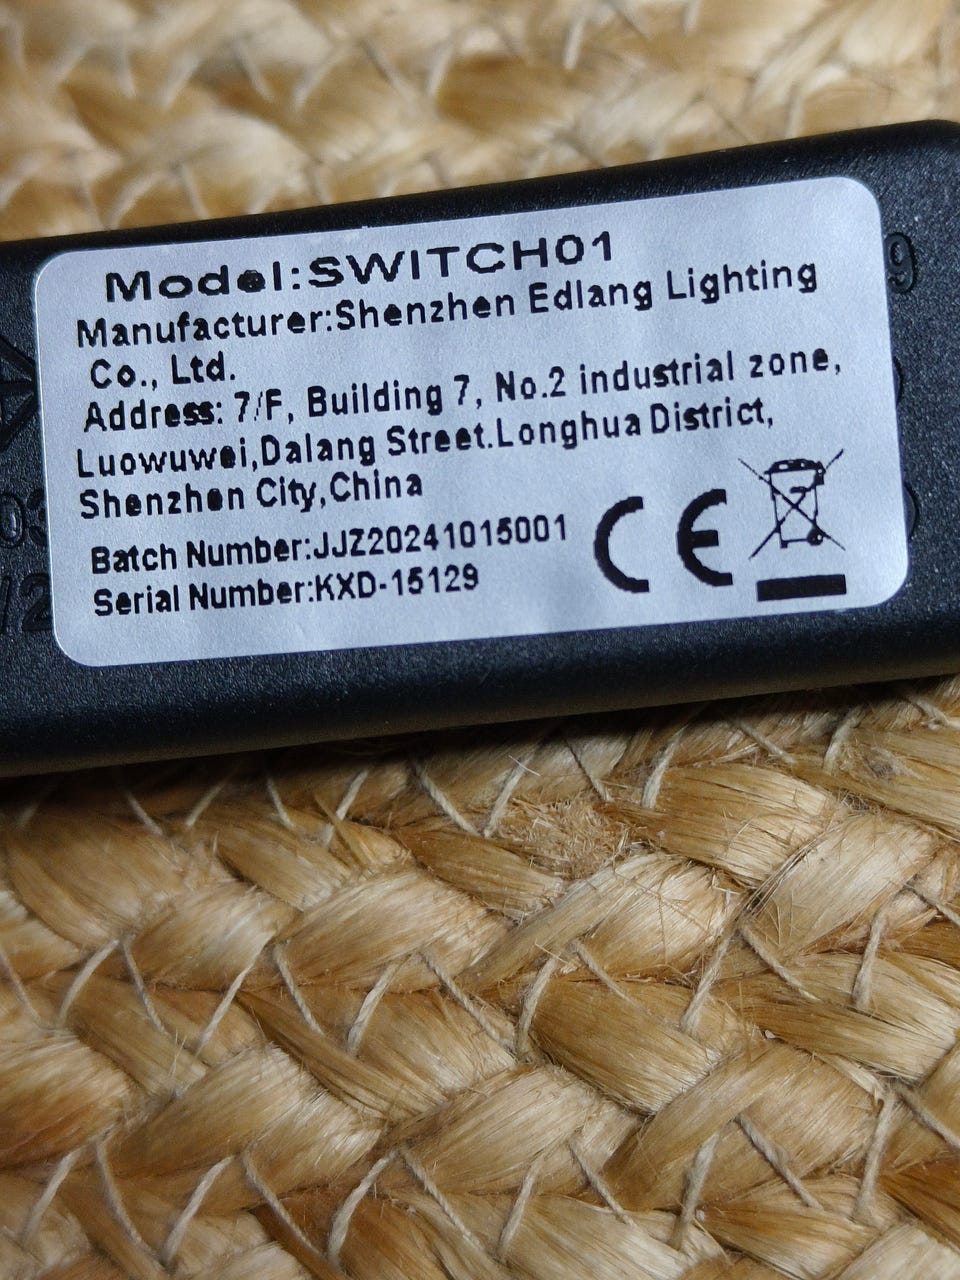 Model:SWITCH01
Manufacturer:Shenzhen Edlang Lighting
Co., Ltd.
Address: 7/F, Building 7, No.2 industrial zone,
Luowuwei,Dalang Street.Longhua District,
Shenzhen City,China
Batch Number:JJZ20241015001
Serial Number:KXD-15129
CE